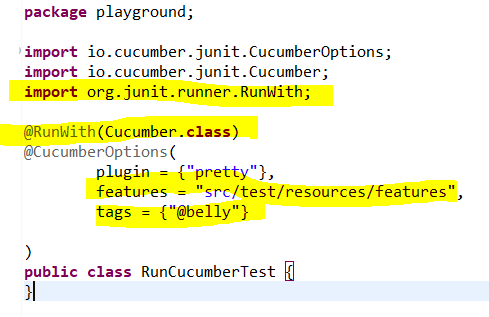 package playground;
import io.cucumber.junit.CucumberOptions;
import io.cucumber.junit.Cucumber;
import org.junit.runner.RunWith;
@RunWith(Cucumber.class)
@CucumberOptions(
plugin = {"pretty"},
features = "src/test/resources/features",
tags = {"@belly"}
)
public class RunCucumberTest {
}